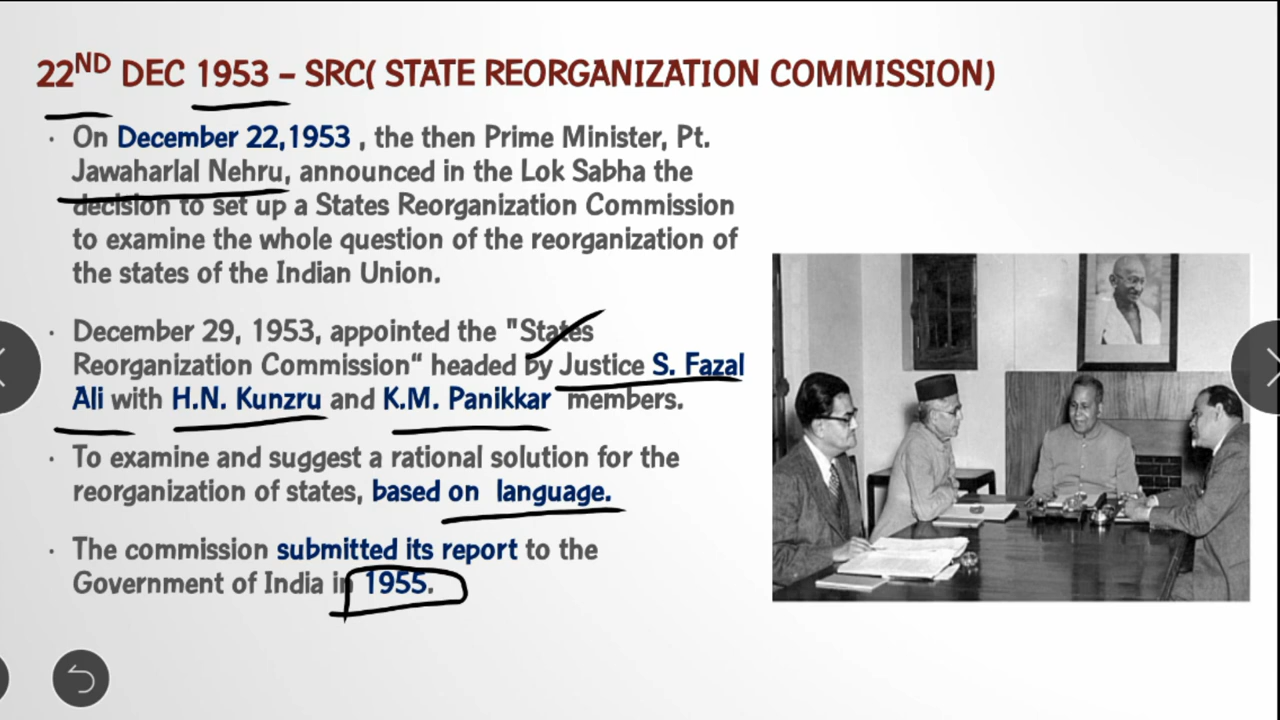 22ND DEC 1953 – SRC( STATE REORGANIZATION COMMISSION)
· On December 22,1953 , the then Prime Minister, Pt.
Jawaharlal Nehru, announced in the Lok Sabha the
decision to set up a States Reorganization Commission
to examine the whole question of the reorganization of
the states of the Indian Union.
· December 29, 1953, appointed the "States
Reorganization Commission“ headed by Justice S. Fazal
Ali with H.N. Kunzru and K.M. Panikkar members.
· To examine and suggest a rational solution for the
reorganization of states, based on language.
· The commission submitted its report to the
Government of India in 1955.